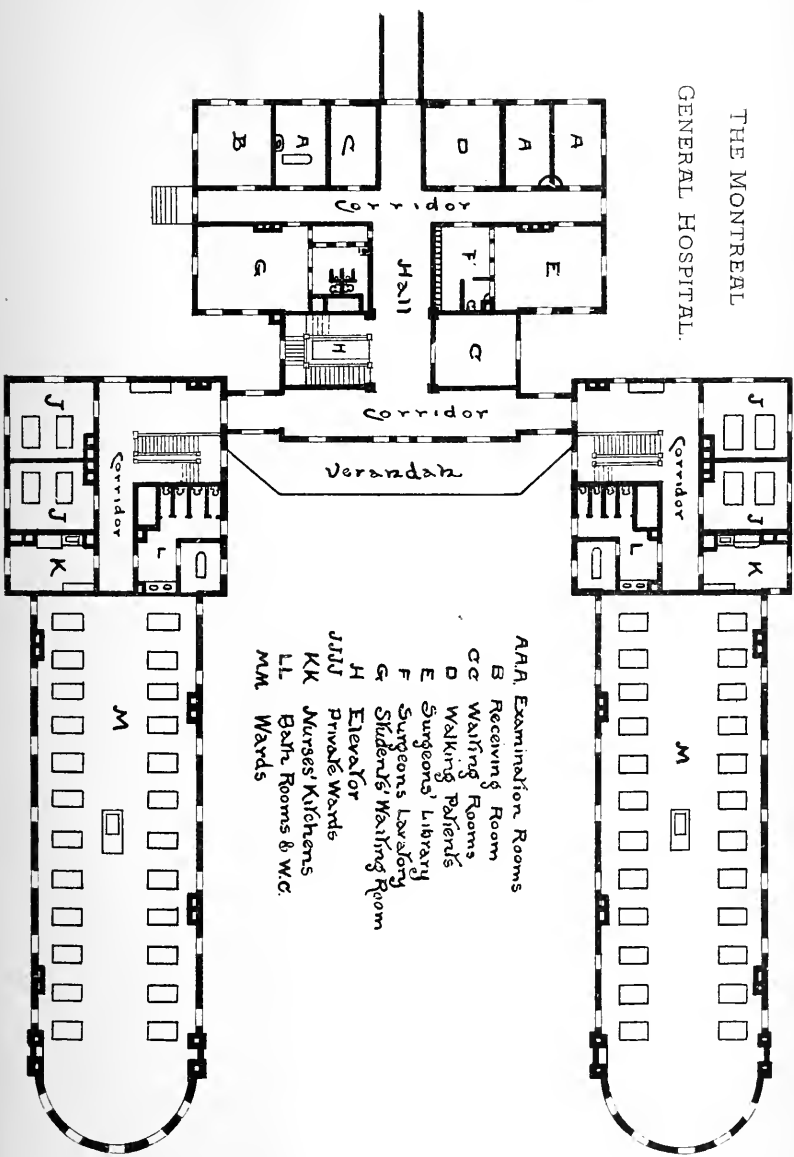 THE MONTREAL
GENERAL HOSPITAL.
A
A
D
C
A
B
Corridor
E
F
Hall
G
C
H
Corridor
Verandah
J
J
Corridor
K
L
M
J
J
Corridor
K
L
M
AAA. Examination Rooms
B Receiving Room
CC Waiting Rooms
D Walking Patients
E Surgeons' Library
F Surgeons Lavatory
G Students' Waiting Room
H Elevator
JJJJ Private Wards
KK Nurses' Kitchens
LL Bath Rooms & W.C.
MM Wards